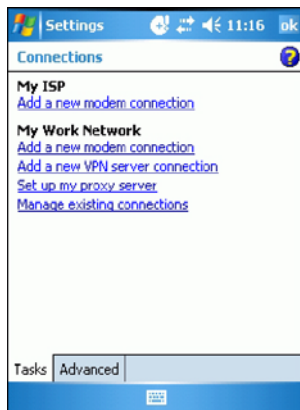 Settings 11:16 ok
Connections
My ISP
Add a new modem connection
My Work Network
Add a new modem connection
Add a new VPN server connection
Set up my proxy server
Manage existing connections
Tasks Advanced